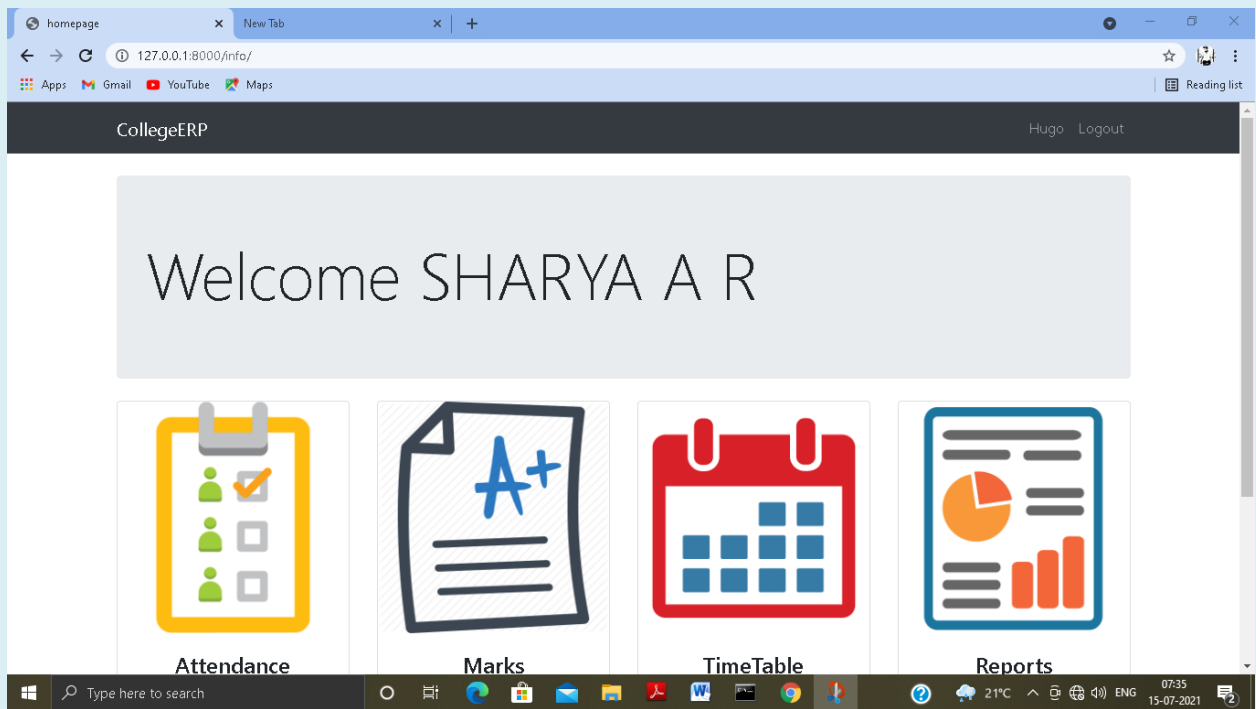 homepage New Tab
127.0.0.1:8000/info/
Apps Gmail YouTube Maps Reading list
CollegeERP Hugo Logout
Welcome SHARYA A R
A+
Attendance Marks TimeTable Reports
Type here to search 21°C ENG 07:35
15-07-2021 2